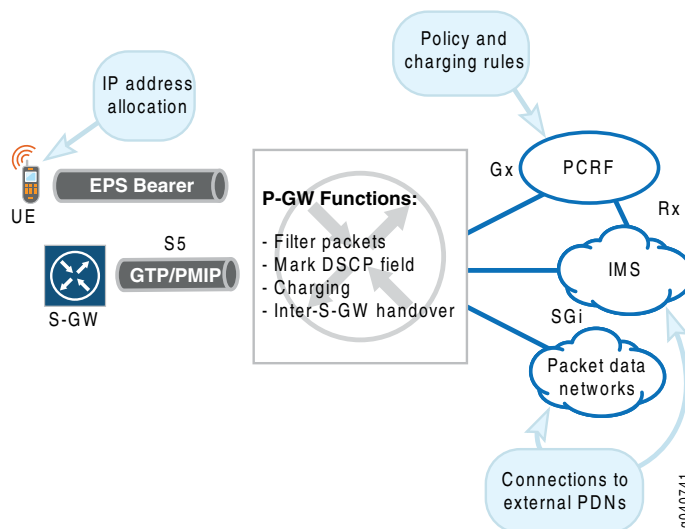 Policy and
charging rules
IP address
allocation
UE
EPS Bearer
S5
GTP/PMIP
S-GW
P-GW Functions:
- Filter packets
- Mark DSCP field
- Charging
- Inter-S-GW handover
Gx
PCRF
Rx
IMS
SGi
Packet data
networks
Connections to
external PDNs
g040741